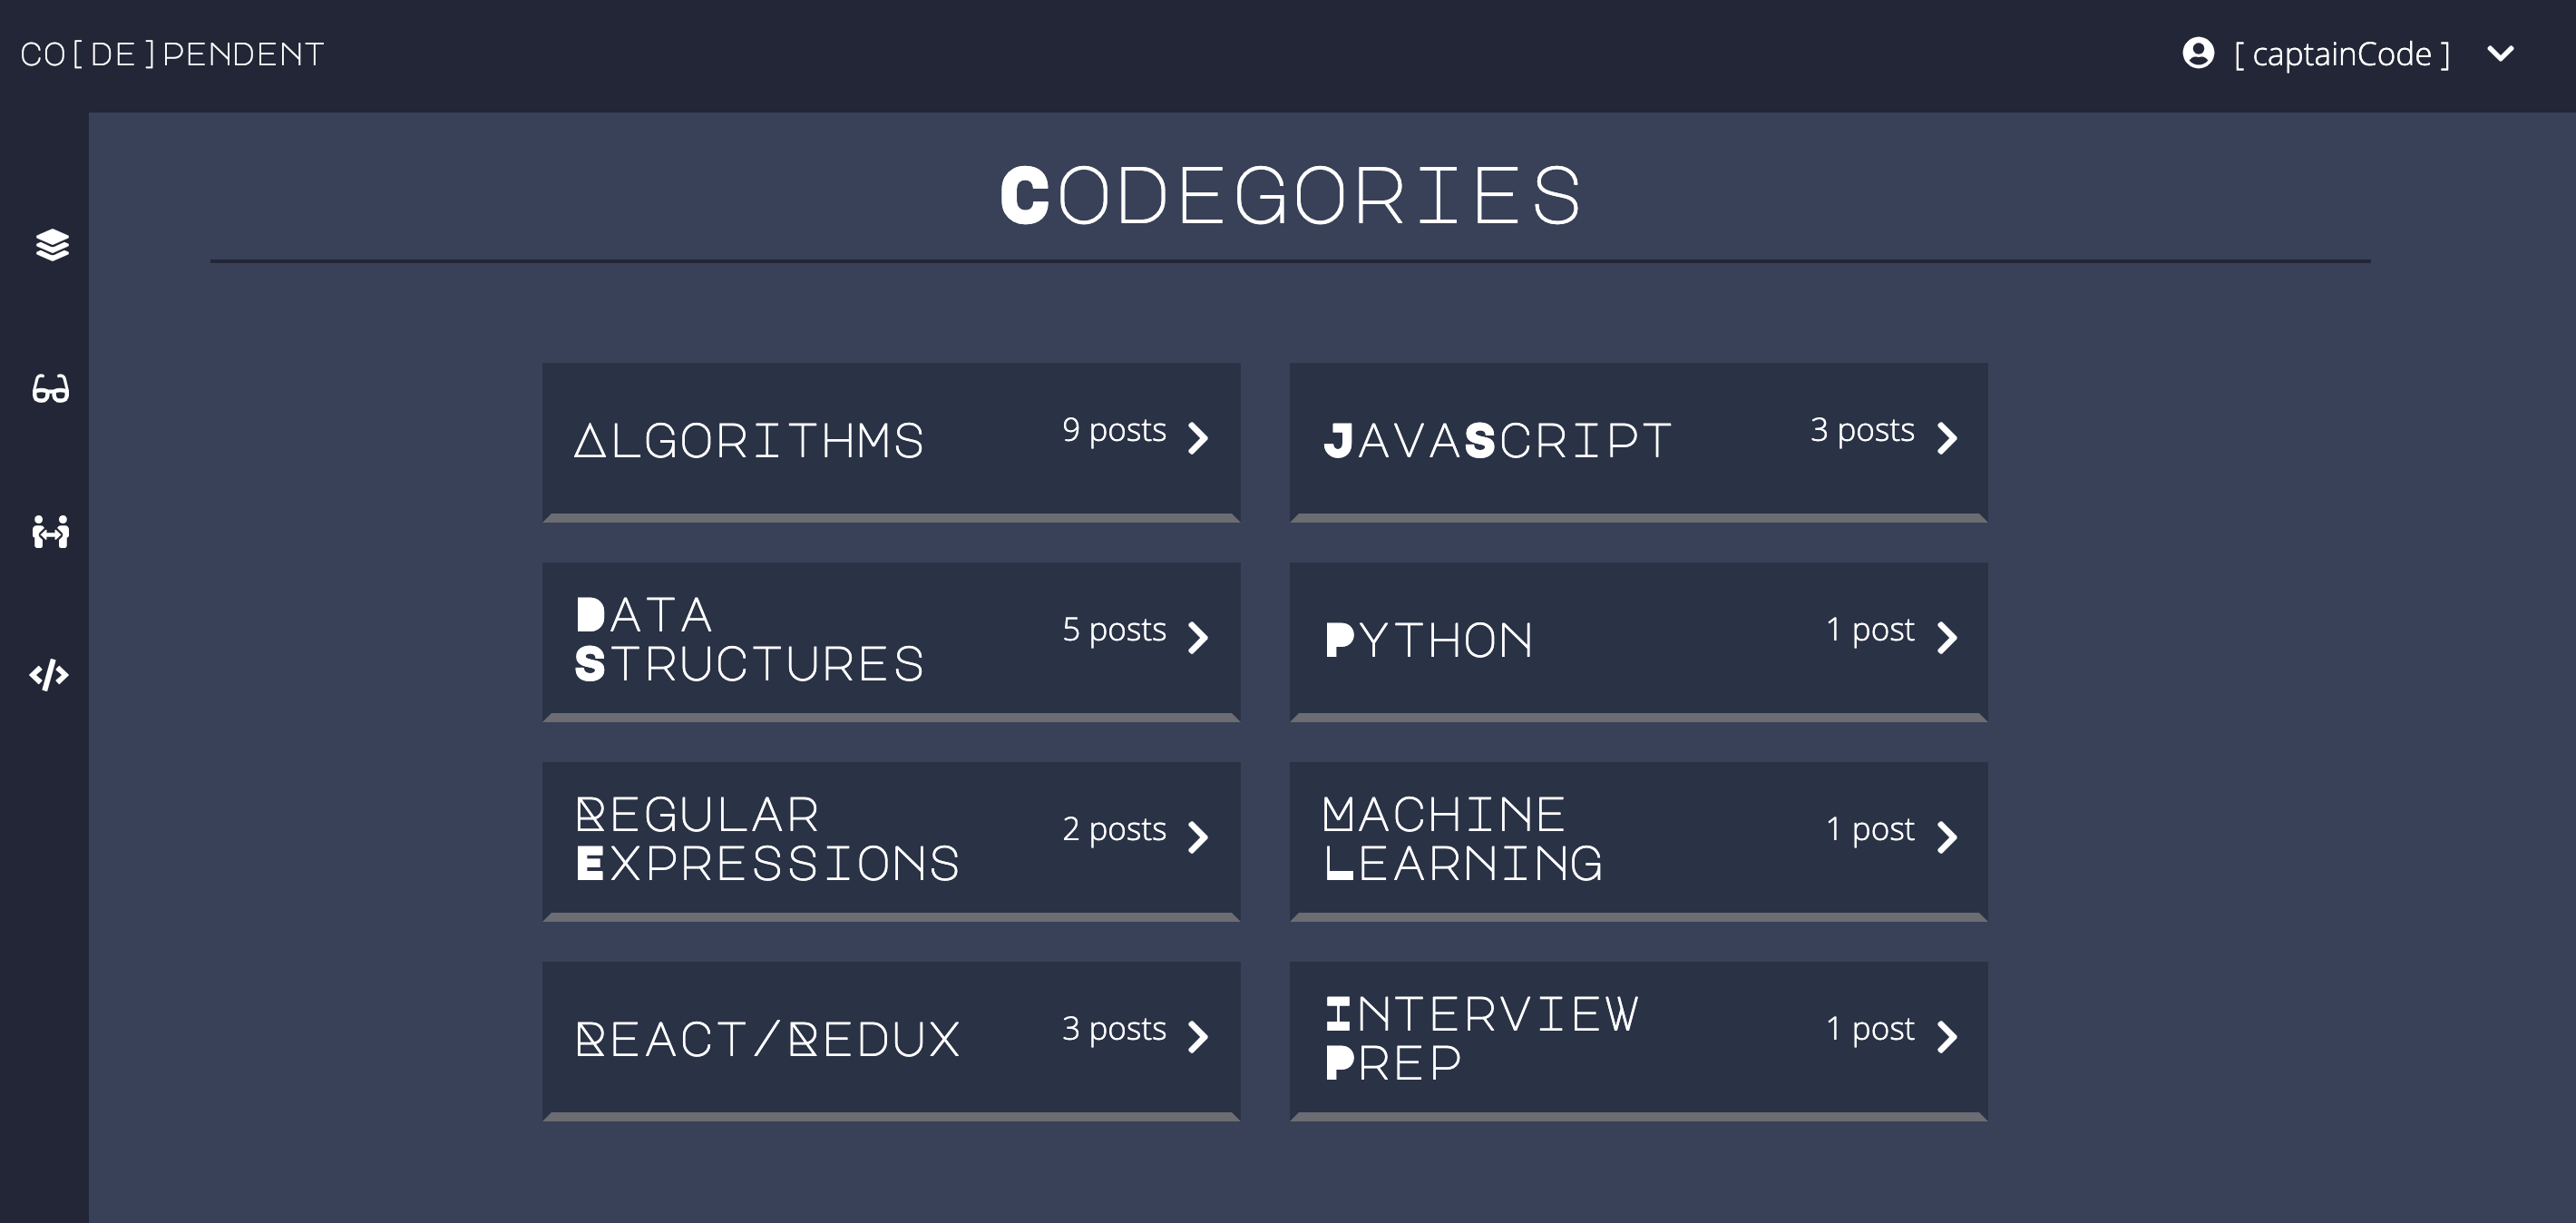 CO[DE]PENDENT
[ captainCode ]
CODEGORIES
ALGORITHMS
9 posts
JAVASCRIPT
3 posts
DATA
STRUCTURES
5 posts
PYTHON
1 post
REGULAR
EXPRESSIONS
2 posts
MACHINE
LEARNING
1 post
REACT/REDUX
3 posts
INTERVIEW
PREP
1 post